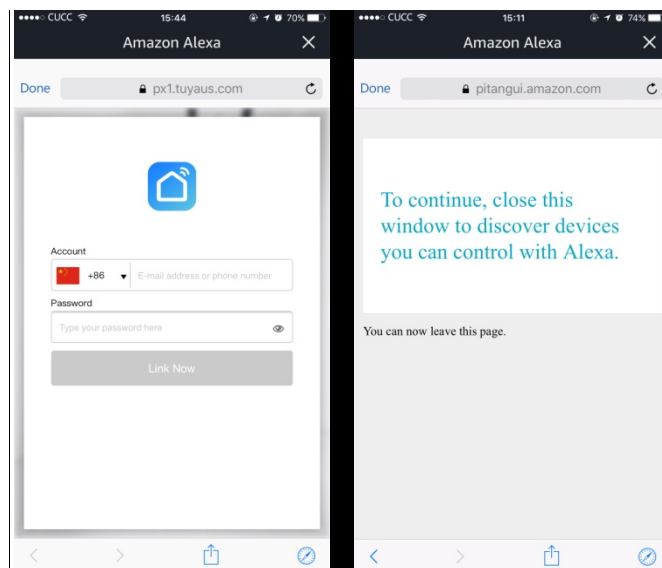 CUCC 15:44 70%
Amazon Alexa
Done px1.tuyaus.com
Account
+86 E-mail address or phone number
Password
Type your password here
Link Now
CUCC 15:11 74%
Amazon Alexa
Done pitangui.amazon.com
To continue, close this
window to discover devices
you can control with Alexa.
You can now leave this page.